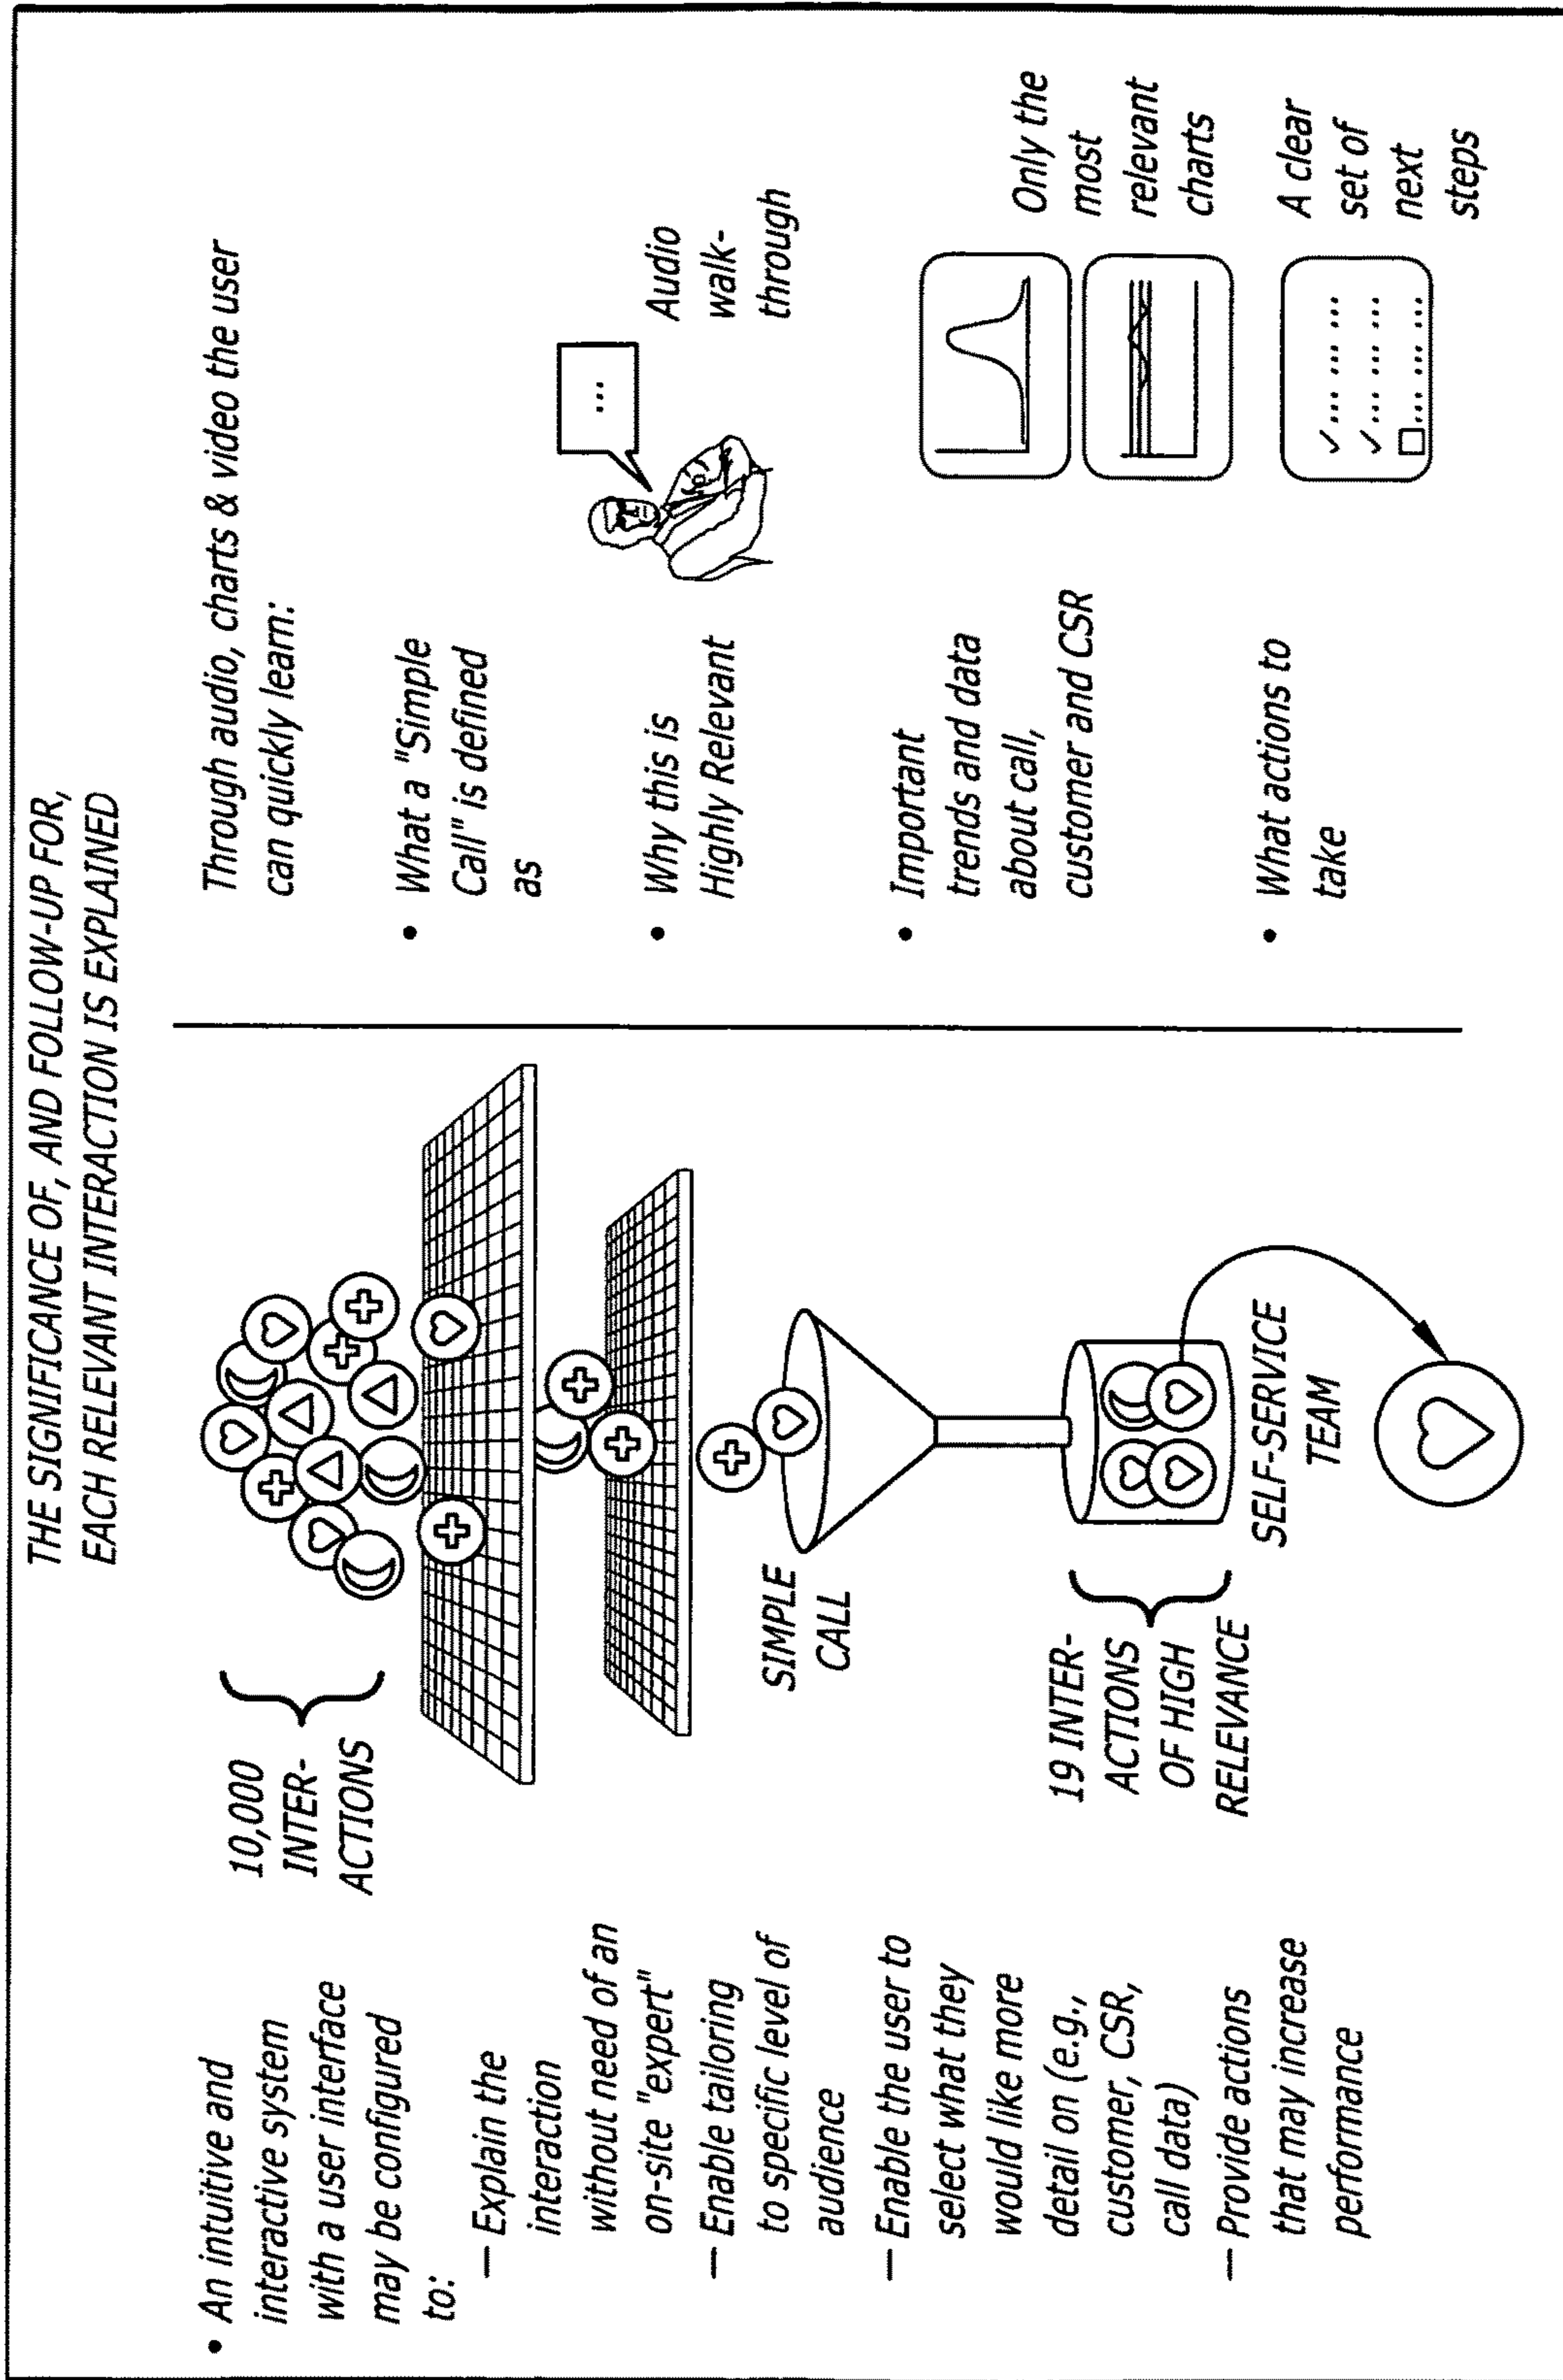 THE SIGNIFICANCE OF, AND FOLLOW-UP FOR,
EACH RELEVANT INTERACTION IS EXPLAINED
• An intuitive and
interactive system
with a user interface
may be configured
to:
— Explain the
interaction
without need of an
on-site "expert"
— Enable tailoring
to specific level of
audience
— Enable the user to
select what they
would like more
detail on (e.g.,
customer, CSR,
call data)
— Provide actions
that may increase
performance
10,000
INTER-
ACTIONS
SIMPLE
CALL
19 INTER-
ACTIONS
OF HIGH
RELEVANCE
SELF-SERVICE
TEAM
Through audio, charts & video the user
can quickly learn:
• What a "Simple
Call" is defined
as
• Why this is
Highly Relevant
...
Audio
walk-
through
• Important
trends and data
about call,
customer and CSR
Only the
most
relevant
charts
• What actions to
take
✓... ... ...
✓... ... ...
□... ... ...
A clear
set of
next
steps